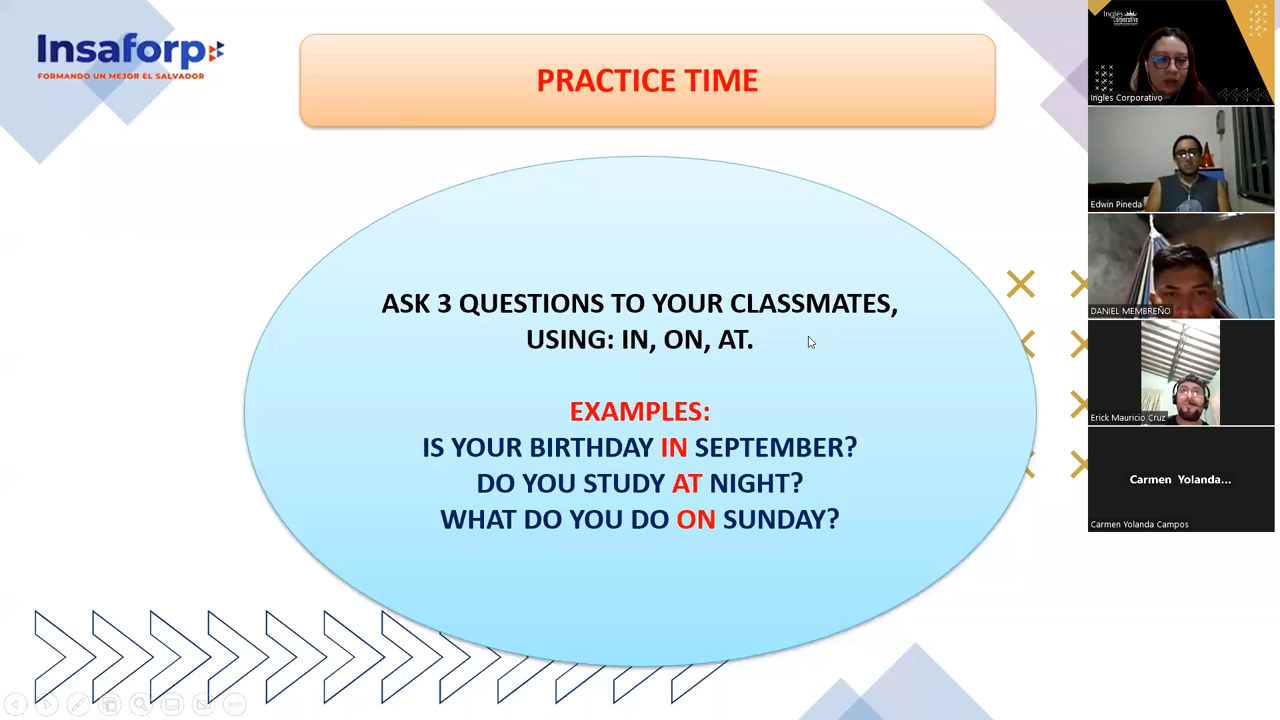 Insaforp
FORMANDO UN MEJOR EL SALVADOR
PRACTICE TIME
ASK 3 QUESTIONS TO YOUR CLASSMATES,
USING: IN, ON, AT.
EXAMPLES:
IS YOUR BIRTHDAY IN SEPTEMBER?
DO YOU STUDY AT NIGHT?
WHAT DO YOU DO ON SUNDAY?
Inglés
Corporativo
Ingles Corporativo
Edwin Pineda
DANIEL MEMBREÑO
Erick Mauricio Cruz
Carmen Yolanda...
Carmen Yolanda Campos